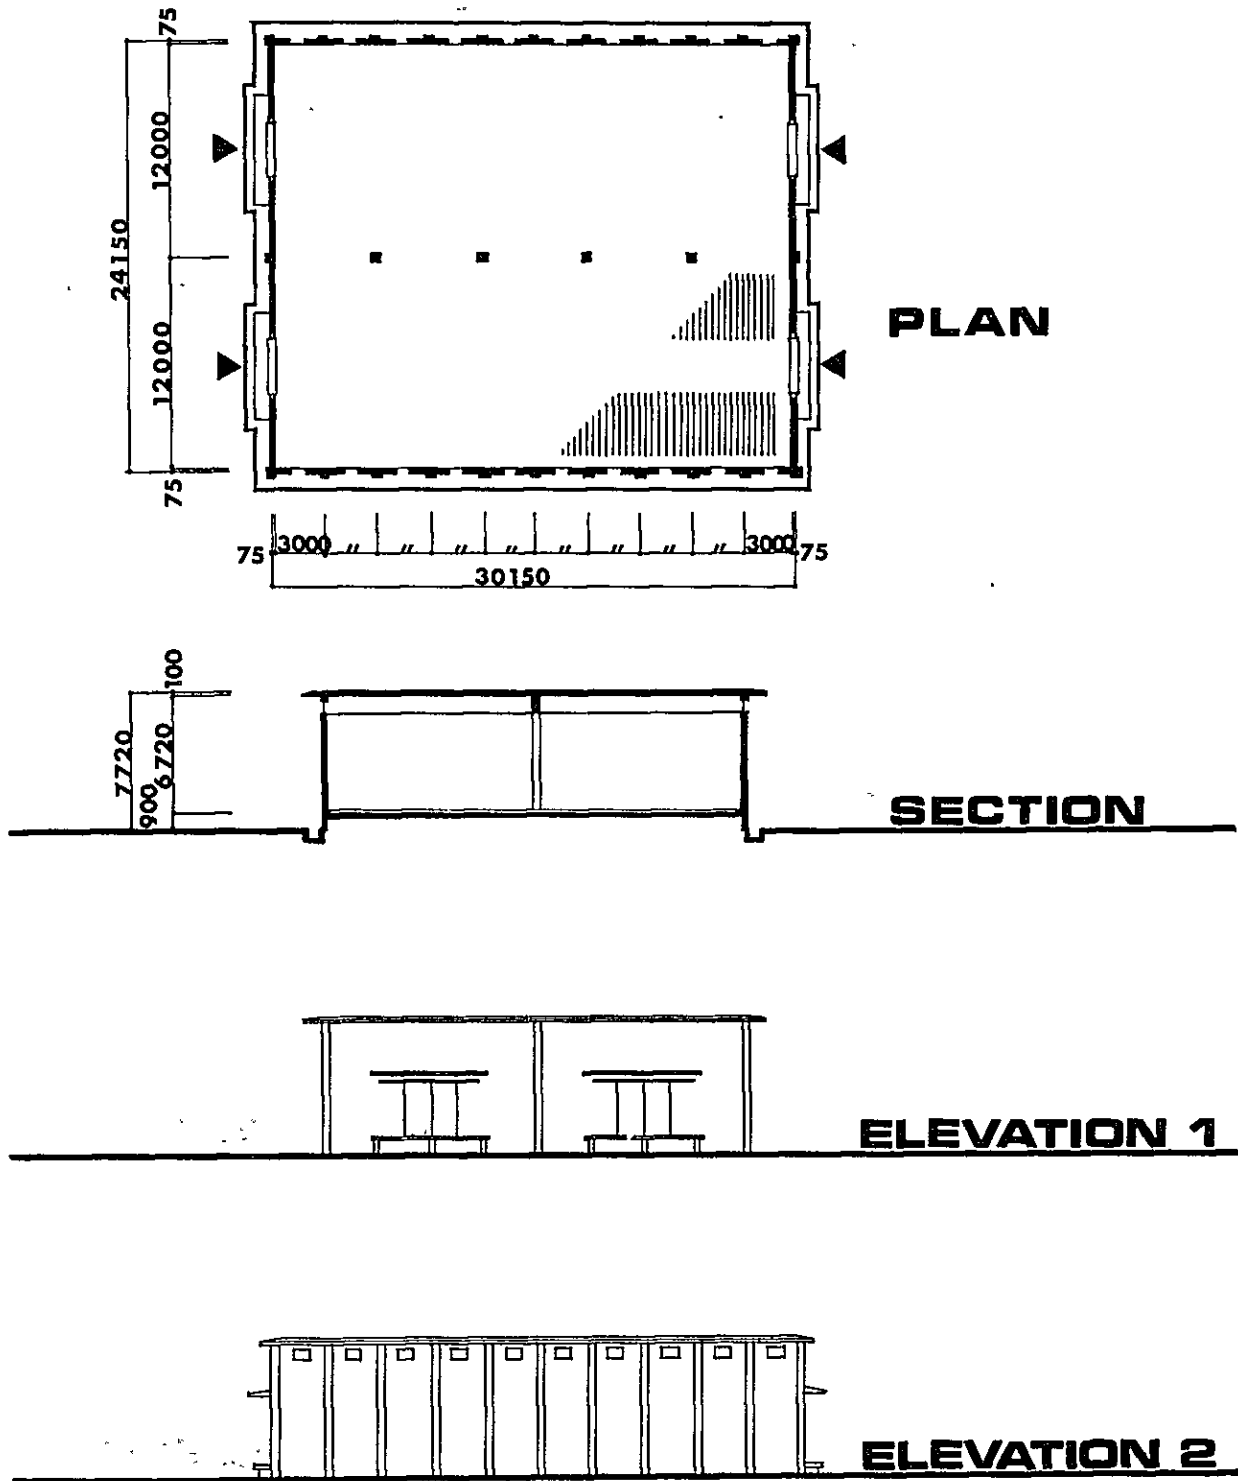 75
12000
24150
12000
75
PLAN
75 3000 〃 〃 〃 〃 〃 〃 〃 〃 3000 75
30150
100
7720
6720
900
SECTION
ELEVATION 1
ELEVATION 2